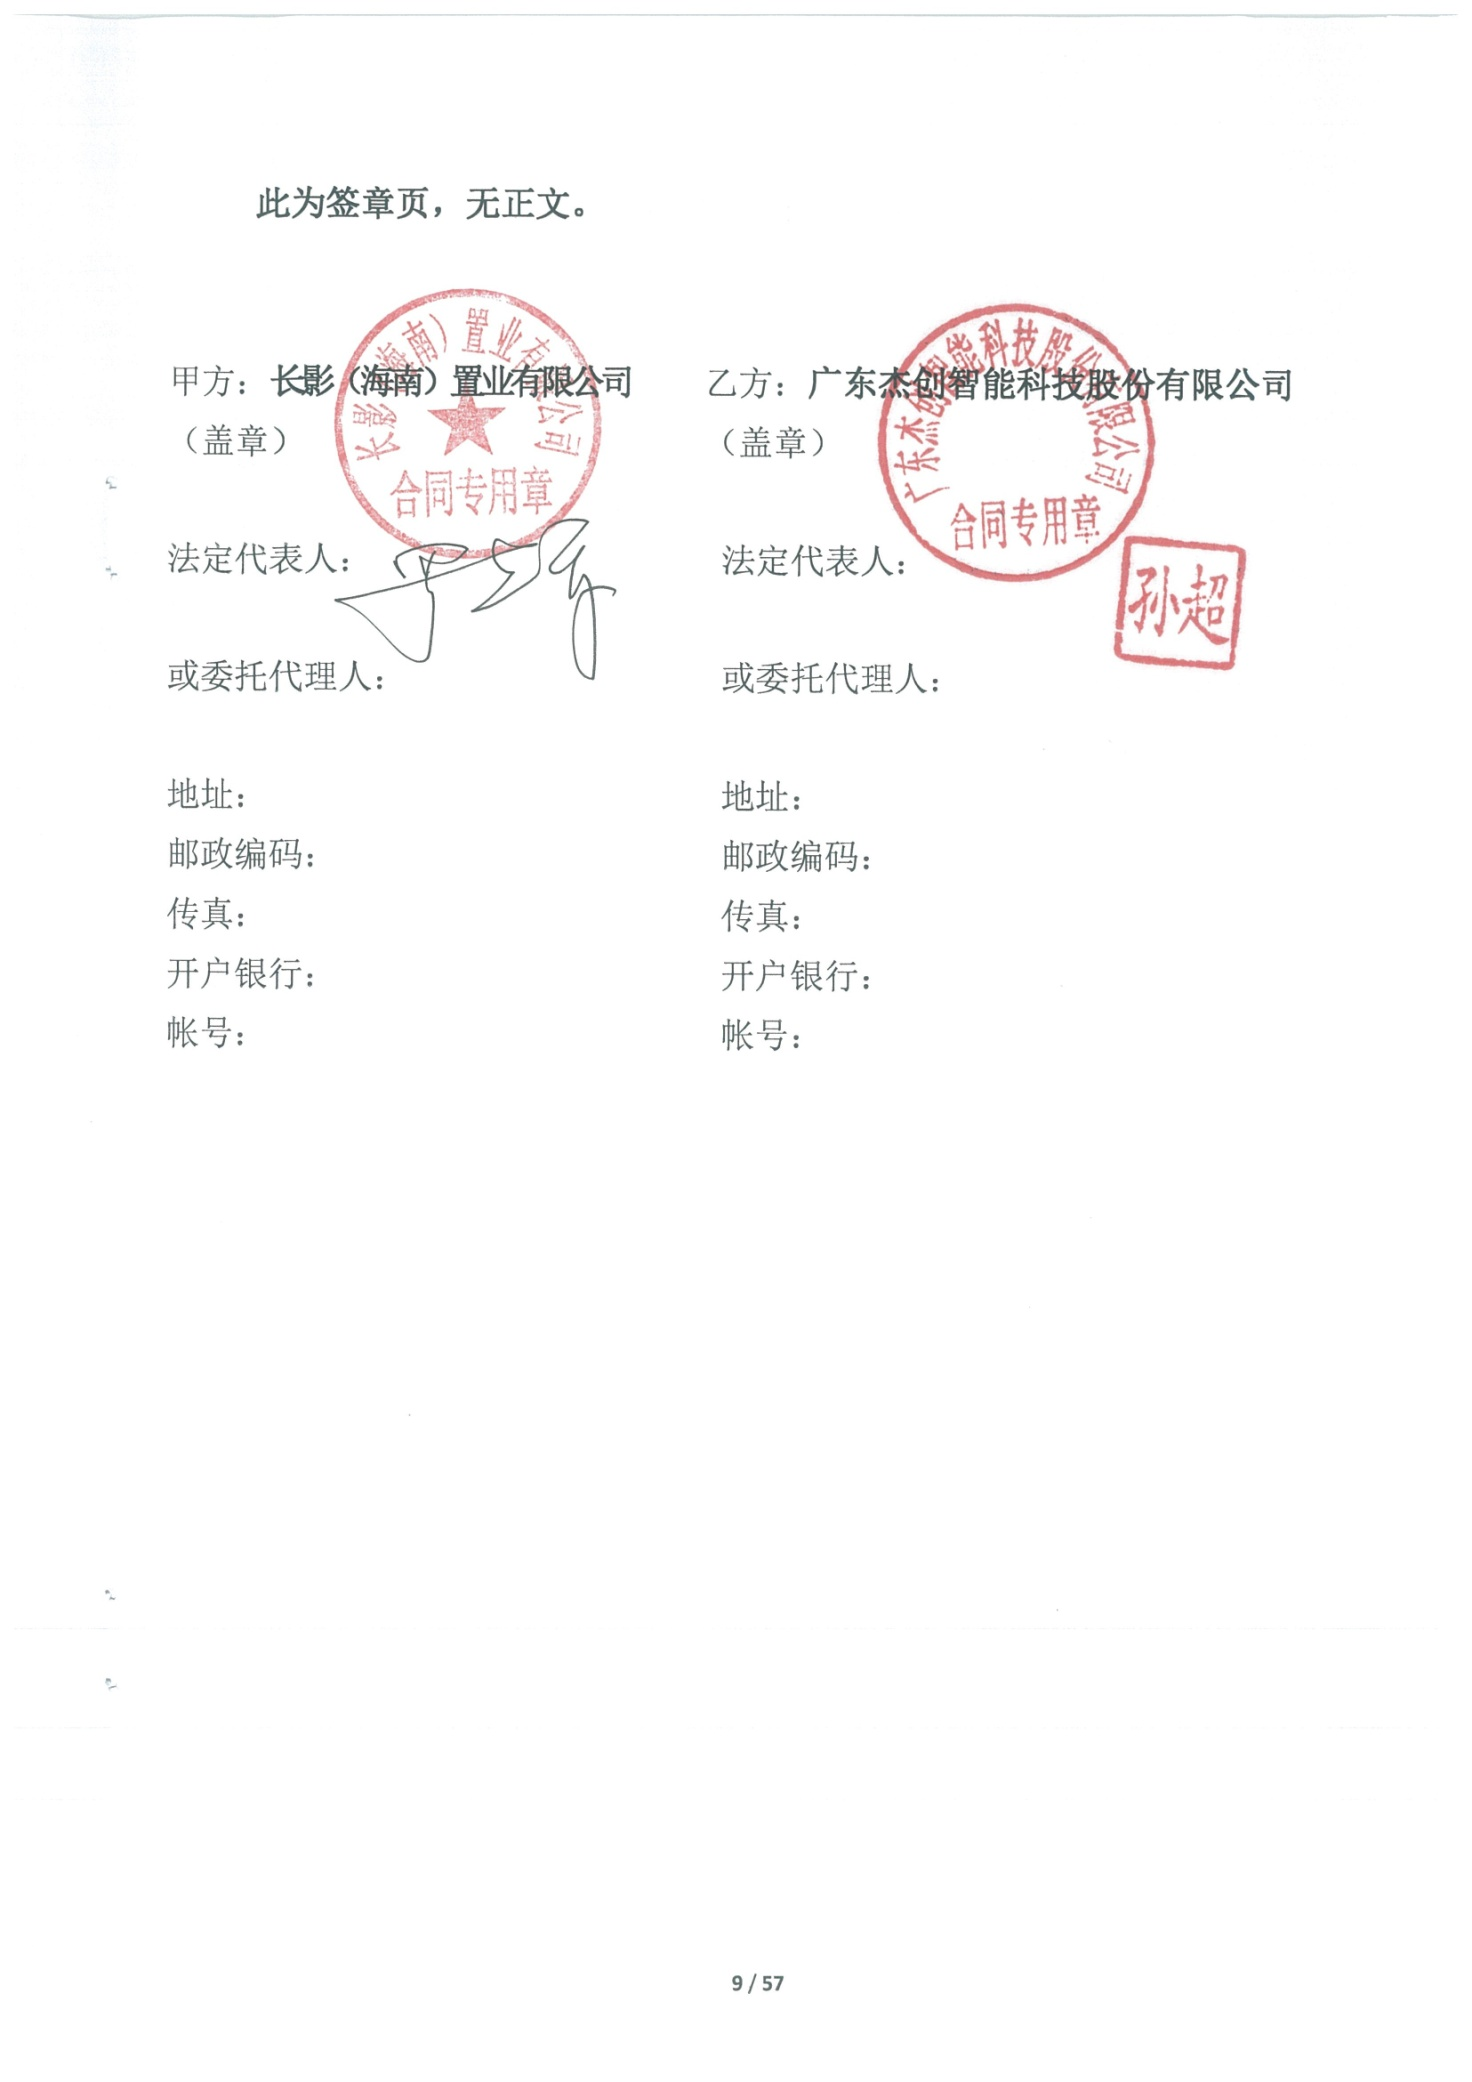 此为签章页，无正文。
甲方：长影（海南）置业有限公司
（盖章）
长影（海南）置业有限公司
合同专用章
法定代表人：
或委托代理人：
地址：
邮政编码：
传真：
开户银行：
帐号：
乙方：广东杰创智能科技股份有限公司
（盖章）
广东杰创智能科技股份有限公司
合同专用章
法定代表人：
孙超
或委托代理人：
地址：
邮政编码：
传真：
开户银行：
帐号：
9 / 57